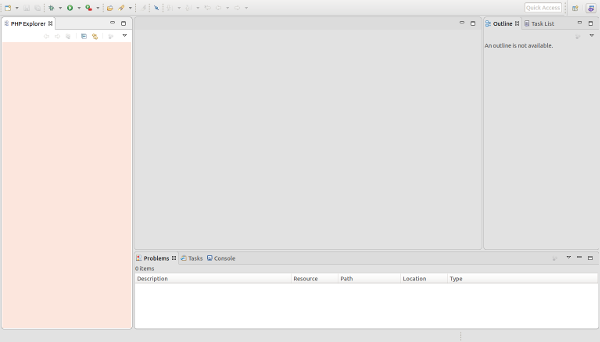 Quick Access
PHP Explorer
Outline
Task List
An outline is not available.
Problems
Tasks
Console
0 items
Description
Resource
Path
Location
Type